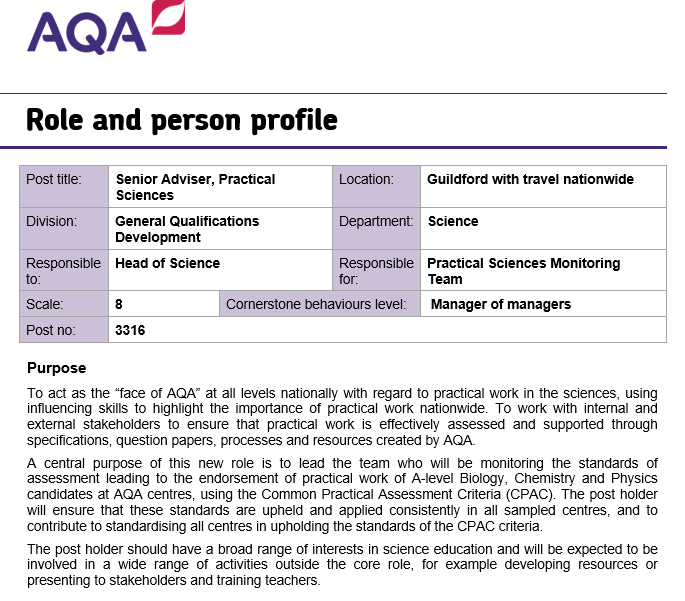 AQA
Role and person profile
Post title: Senior Adviser, Practical Location: Guildford with travel nationwide
Sciences
Division: General Qualifications Department: Science
Development
Responsible Head of Science Responsible Practical Sciences Monitoring
to: for: Team
Scale: 8 Cornerstone behaviours level: Manager of managers
Post no: 3316
Purpose
To act as the “face of AQA” at all levels nationally with regard to practical work in the sciences, using
influencing skills to highlight the importance of practical work nationwide. To work with internal and
external stakeholders to ensure that practical work is effectively assessed and supported through
specifications, question papers, processes and resources created by AQA.
A central purpose of this new role is to lead the team who will be monitoring the standards of
assessment leading to the endorsement of practical work of A-level Biology, Chemistry and Physics
candidates at AQA centres, using the Common Practical Assessment Criteria (CPAC). The post holder
will ensure that these standards are upheld and applied consistently in all sampled centres, and to
contribute to standardising all centres in upholding the standards of the CPAC criteria.
The post holder should have a broad range of interests in science education and will be expected to be
involved in a wide range of activities outside the core role, for example developing resources or
presenting to stakeholders and training teachers.